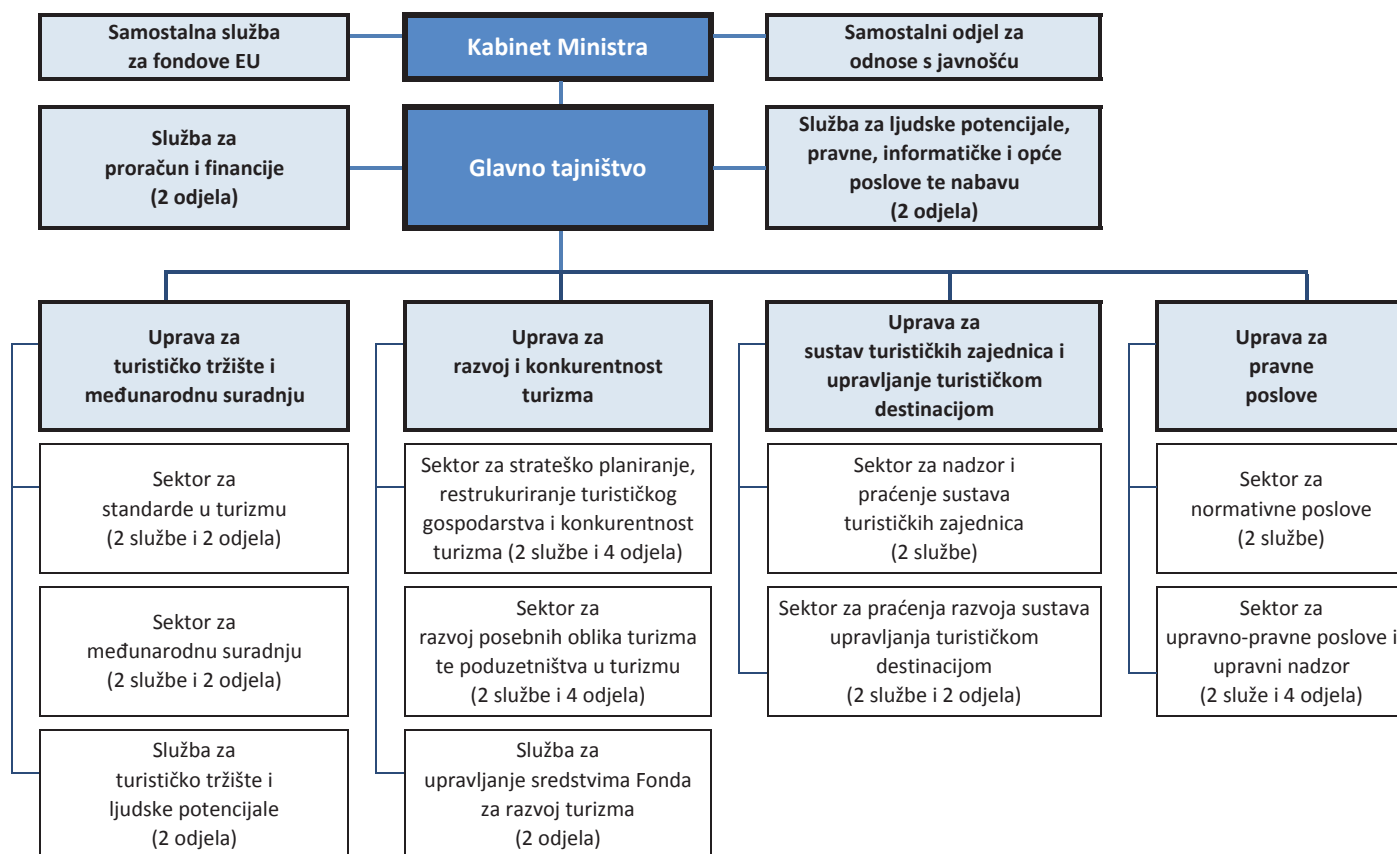 Samostalna služba
za fondove EU
Kabinet Ministra
Samostalni odjel za
odnose s javnošću
Služba za
proračun i financije
(2 odjela)
Glavno tajništvo
Služba za ljudske potencijale,
pravne, informatičke i opće
poslove te nabavu
(2 odjela)
Uprava za
turističko tržište i
međunarodnu suradnju
Uprava za
razvoj i konkurentnost
turizma
Uprava za
sustav turističkih zajednica i
upravljanje turističkom
destinacijom
Uprava za
pravne
poslove
Sektor za
standarde u turizmu
(2 službe i 2 odjela)
Sektor za strateško planiranje,
restrukuriranje turističkog
gospodarstva i konkurentnost
turizma (2 službe i 4 odjela)
Sektor za nadzor i
praćenje sustava
turističkih zajednica
(2 službe)
Sektor za
normativne poslove
(2 službe)
Sektor za
međunarodnu suradnju
(2 službe i 2 odjela)
Sektor za
razvoj posebnih oblika turizma
te poduzetništva u turizmu
(2 službe i 4 odjela)
Sektor za praćenja razvoja sustava
upravljanja turističkom
destinacijom
(2 službe i 2 odjela)
Sektor za
upravno-pravne poslove i
upravni nadzor
(2 služe i 4 odjela)
Služba za
turističko tržište i
ljudske potencijale
(2 odjela)
Služba za
upravljanje sredstvima Fonda
za razvoj turizma
(2 odjela)